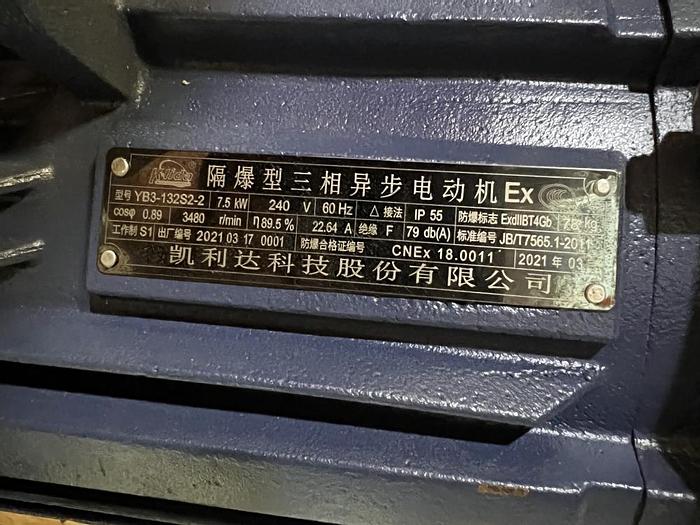 Kylida
隔爆型三相异步电动机 Ex
型号 YB3-132S2-2 7.5 kW 240 V 60 Hz △ 接法 IP 55 防爆标志 ExdIIBT4Gb kg
cosφ 0.89 3480 r/min η 89.5 % 22.64 A 绝缘 F 79 db(A) 标准编号 JB/T7565.1-2011
工作制 S1 出厂编号 2021 03 17 0001 防爆合格证编号 CNEx 18.0011 2021 年 03
凯利达科技股份有限公司